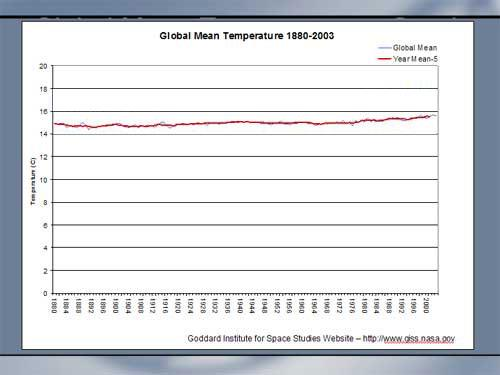 Global Mean Temperature 1880-2003
Global Mean
Year Mean-5
Temperature (C)
20
18
16
14
12
10
8
6
4
2
0
1880 1884 1888 1892 1896 1900 1904 1908 1912 1916 1920 1924 1928 1932 1936 1940 1944 1948 1952 1956 1960 1964 1968 1972 1976 1980 1984 1988 1992 1996 2000
Goddard Institute for Space Studies Website – http://www.giss.nasa.gov